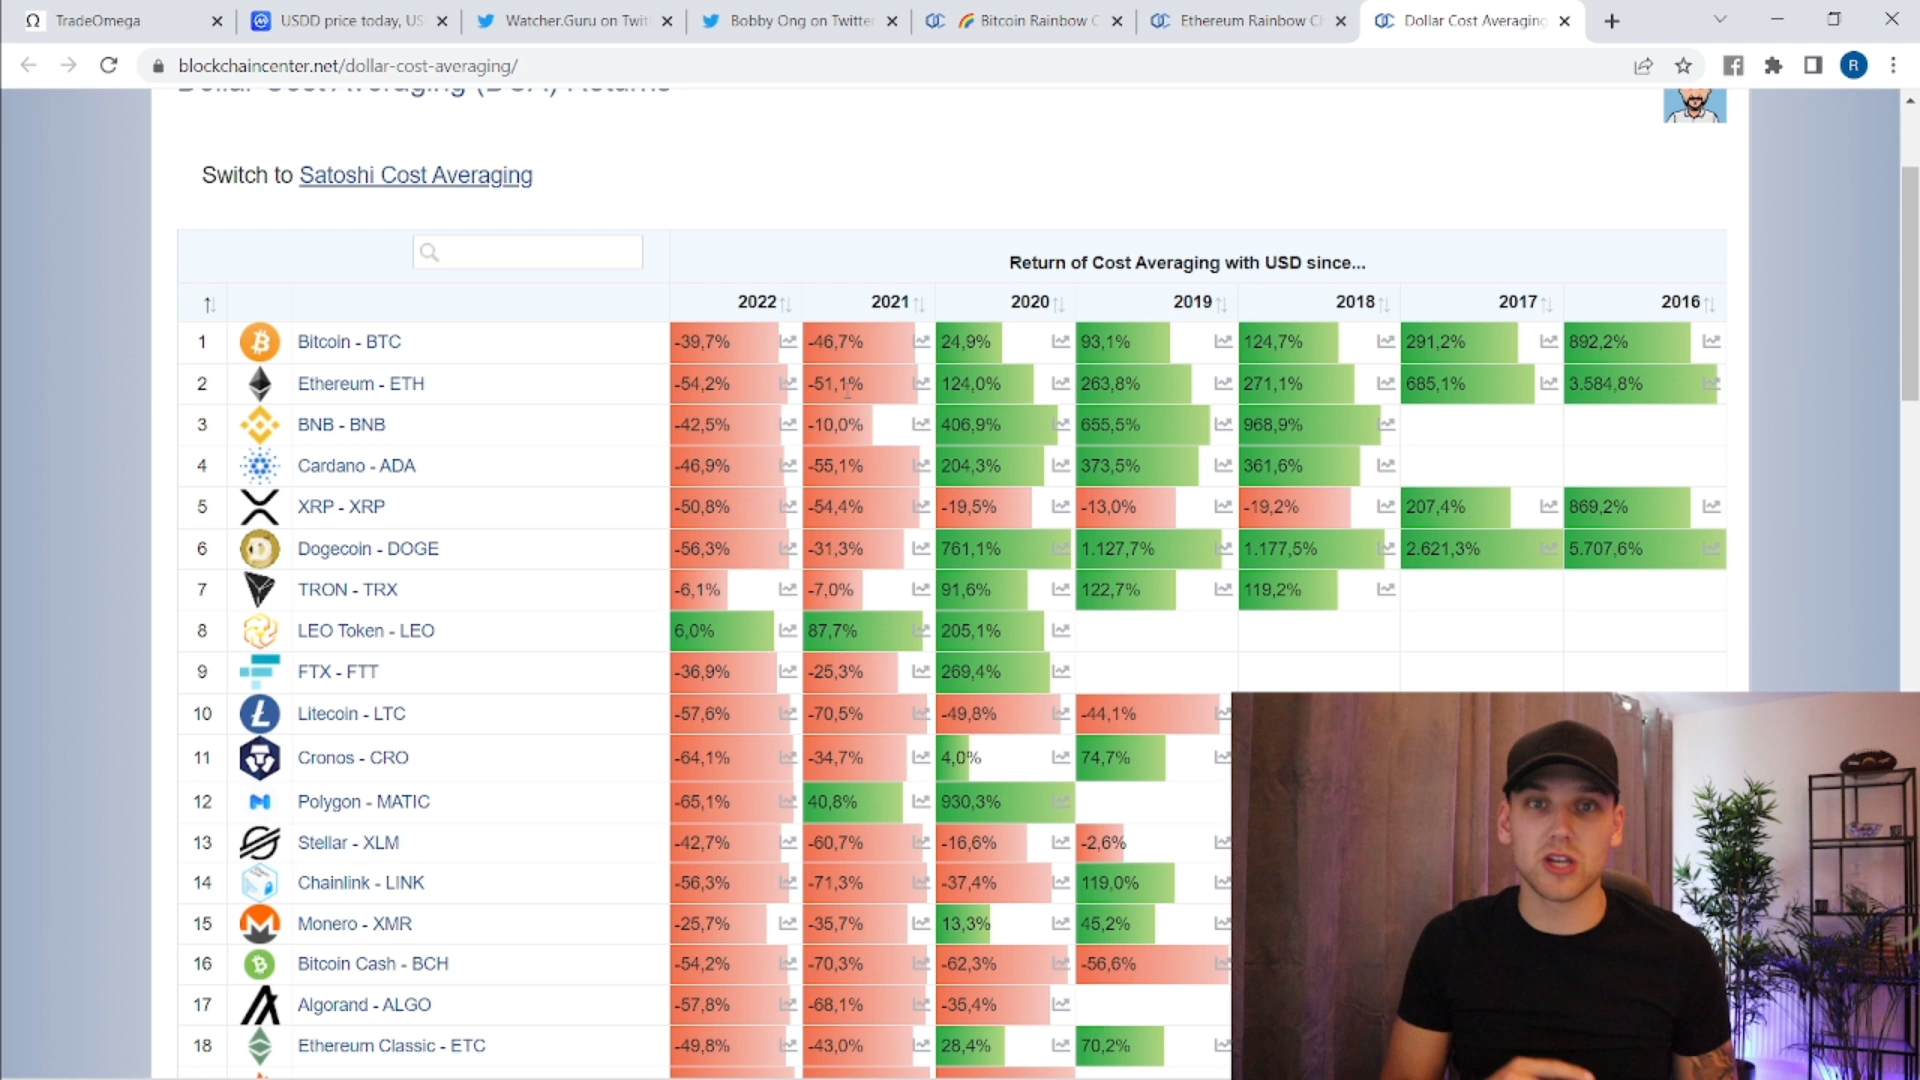 TradeOmega
USDD price today, US
Watcher.Guru on Twit
Bobby Ong on Twitter
Bitcoin Rainbow C
Ethereum Rainbow Ch
Dollar Cost Averaging
blockchaincenter.net/dollar-cost-averaging/
R
Dollar Cost Averaging (DCA) Returns
Switch to Satoshi Cost Averaging
Return of Cost Averaging with USD since...
2022 2021 2020 2019 2018 2017 2016
1 Bitcoin - BTC -39,7% -46,7% 24,9% 93,1% 124,7% 291,2% 892,2%
2 Ethereum - ETH -54,2% -51,1% 124,0% 263,8% 271,1% 685,1% 3.584,8%
3 BNB - BNB -42,5% -10,0% 406,9% 655,5% 968,9%
4 Cardano - ADA -46,9% -55,1% 204,3% 373,5% 361,6%
5 XRP - XRP -50,8% -54,4% -19,5% -13,0% -19,2% 207,4% 869,2%
6 Dogecoin - DOGE -56,3% -31,3% 761,1% 1.127,7% 1.177,5% 2.621,3% 5.707,6%
7 TRON - TRX -6,1% -7,0% 91,6% 122,7% 119,2%
8 LEO Token - LEO 6,0% 87,7% 205,1%
9 FTX - FTT -36,9% -25,3% 269,4%
10 Litecoin - LTC -57,6% -70,5% -49,8% -44,1%
11 Cronos - CRO -64,1% -34,7% 4,0% 74,7%
12 Polygon - MATIC -65,1% 40,8% 930,3%
13 Stellar - XLM -42,7% -60,7% -16,6% -2,6%
14 Chainlink - LINK -56,3% -71,3% -37,4% 119,0%
15 Monero - XMR -25,7% -35,7% 13,3% 45,2%
16 Bitcoin Cash - BCH -54,2% -70,3% -62,3% -56,6%
17 Algorand - ALGO -57,8% -68,1% -35,4%
18 Ethereum Classic - ETC -49,8% -43,0% 28,4% 70,2%